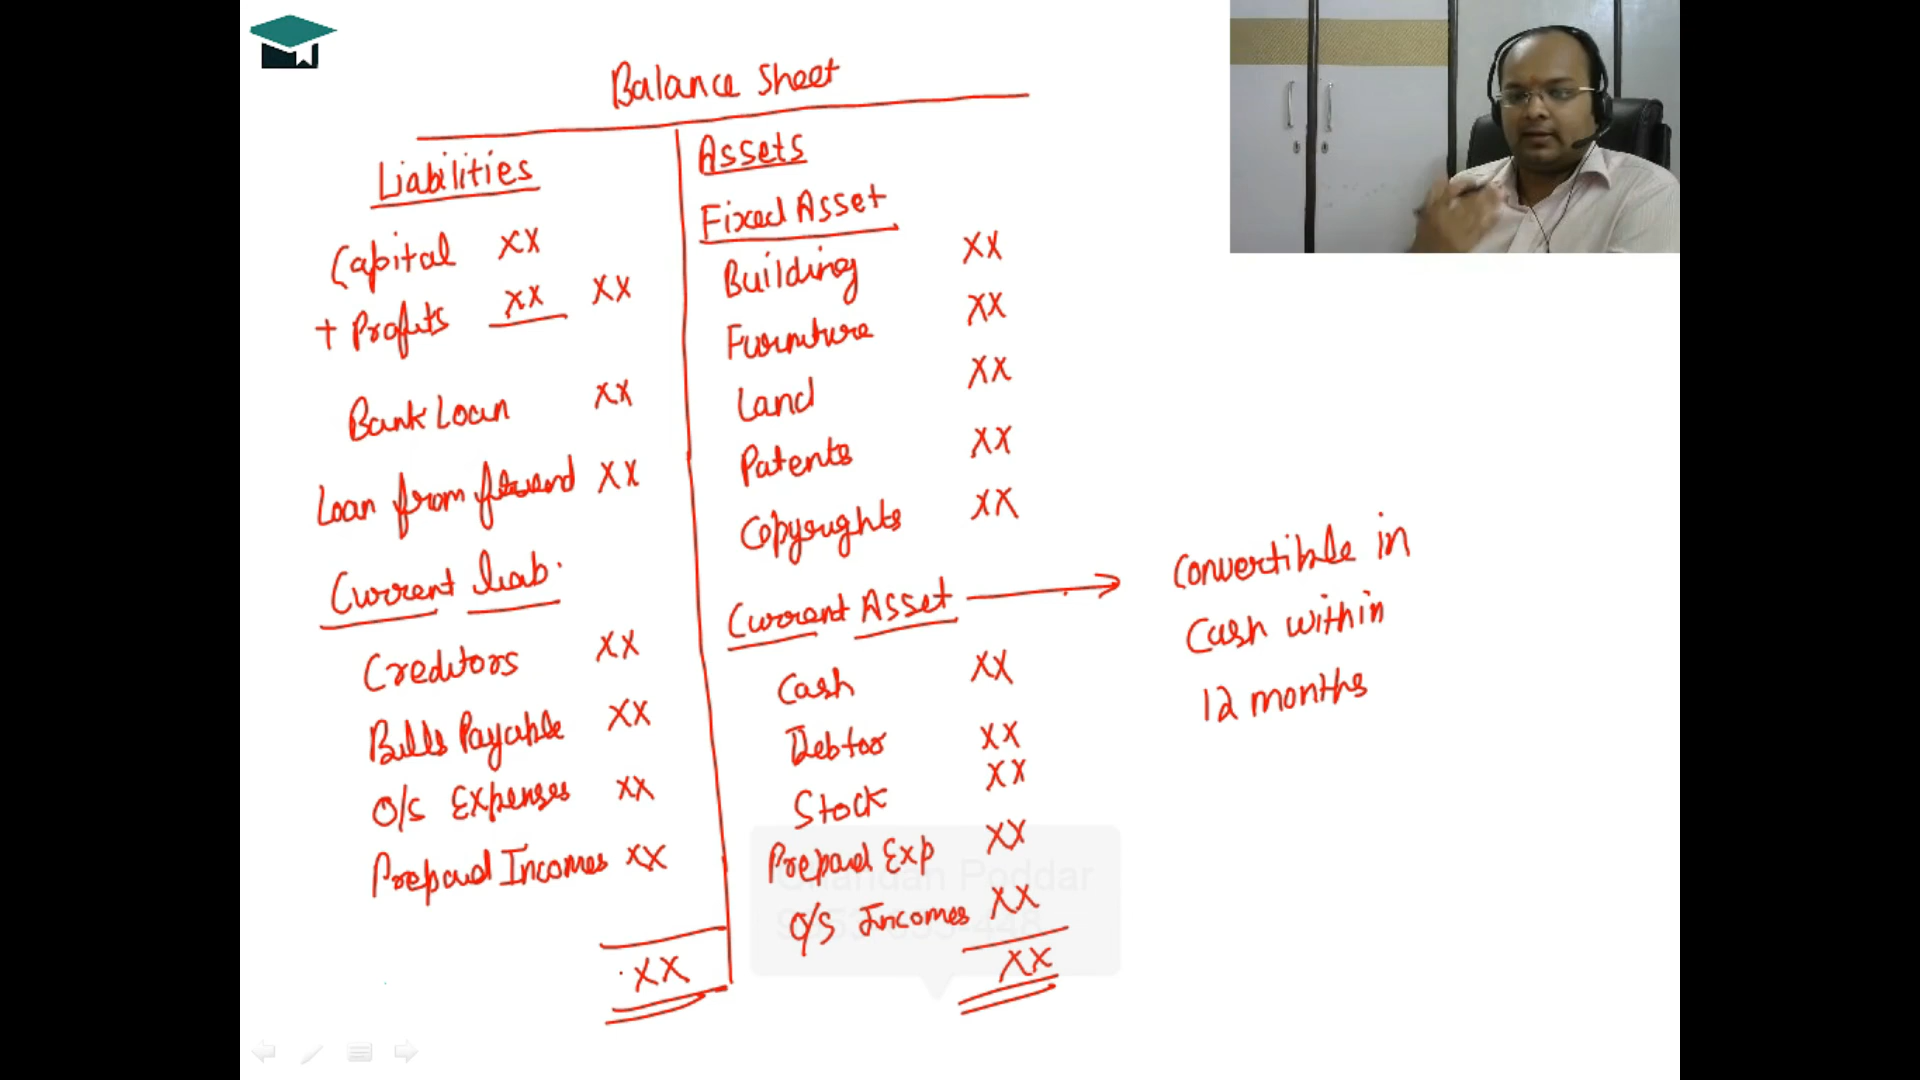 Balance Sheet
Liabilities
Capital XX
+ Profits XX XX
Bank Loan XX
Loan from friend XX
Current liab.
Creditors XX
Bills Payable XX
O/S Expenses XX
Prepaid Incomes XX
XX
Assets
Fixed Asset
Building XX
Furniture XX
Land XX
Patents XX
Copyrights XX
Current Asset
Cash XX
Debtor XX
Stock XX
Prepaid Exp XX
O/S Incomes XX
XX
Convertible in
Cash within
12 months
Chandan Poddar